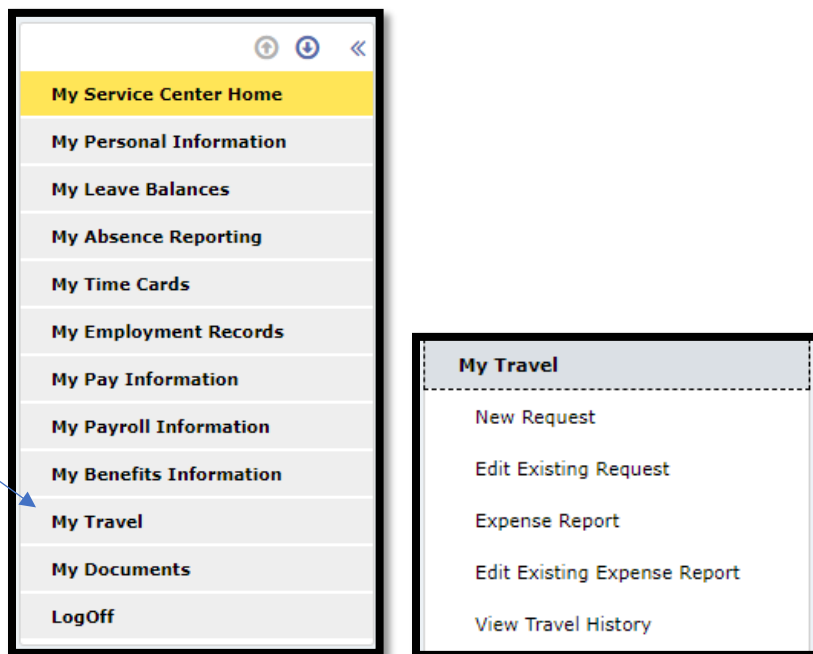 My Service Center Home
My Personal Information
My Leave Balances
My Absence Reporting
My Time Cards
My Employment Records
My Pay Information
My Payroll Information
My Benefits Information
My Travel
My Documents
LogOff
My Travel
New Request
Edit Existing Request
Expense Report
Edit Existing Expense Report
View Travel History